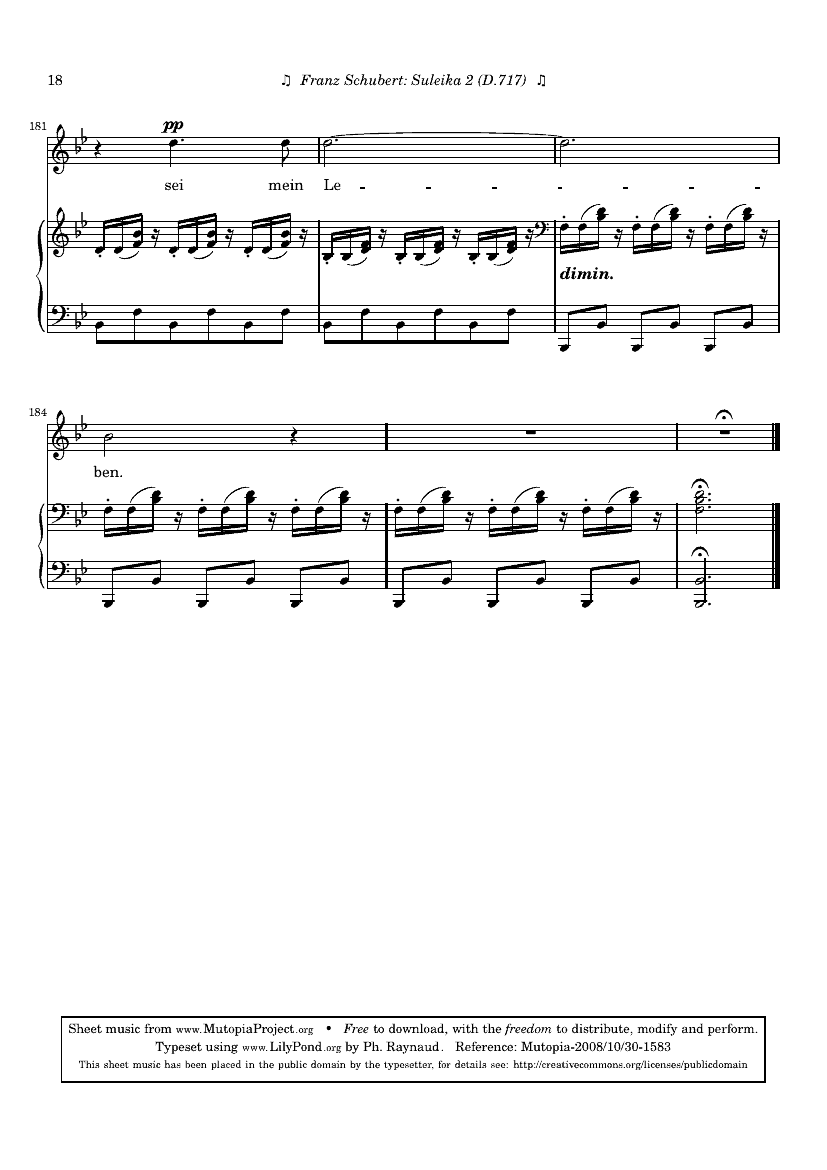 18
♫ Franz Schubert: Suleika 2 (D.717) ♫
181
pp
sei mein Le - - - - - - -
dimin.
184
ben.
Sheet music from www.MutopiaProject.org • Free to download, with the freedom to distribute, modify and perform.
Typeset using www.LilyPond.org by Ph. Raynaud. Reference: Mutopia-2008/10/30-1583
This sheet music has been placed in the public domain by the typesetter, for details see: http://creativecommons.org/licenses/publicdomain